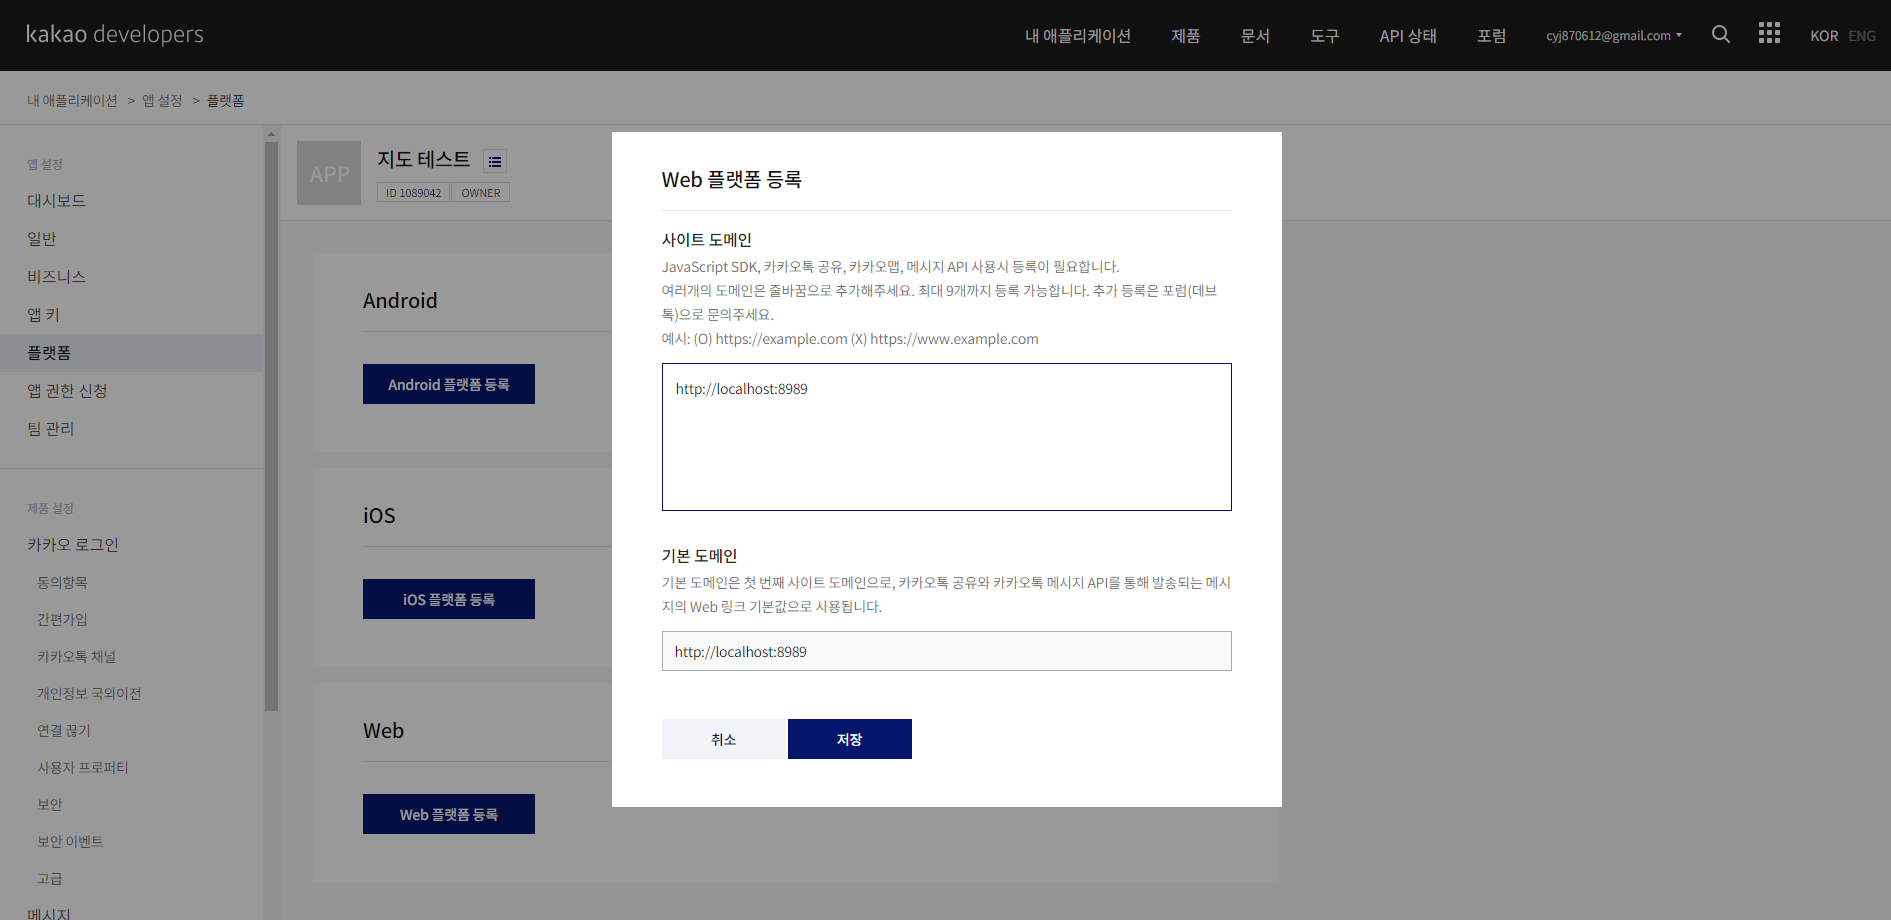 kakao developers
내 애플리케이션 제품 문서 도구 API 상태 포럼 cyj870612@gmail.com KOR ENG
내 애플리케이션 > 앱 설정 > 플랫폼
앱 설정
대시보드
일반
비즈니스
앱 키
플랫폼
앱 권한 신청
팀 관리
제품 설정
카카오 로그인
동의항목
간편가입
카카오톡 채널
개인정보 국외이전
연결 끊기
사용자 프로퍼티
보안
보안 이벤트
고급
메시지
APP
지도 테스트
ID 1089042 OWNER
Android
Android 플랫폼 등록
iOS
iOS 플랫폼 등록
Web
Web 플랫폼 등록
Web 플랫폼 등록
사이트 도메인
JavaScript SDK, 카카오톡 공유, 카카오맵, 메시지 API 사용시 등록이 필요합니다.
여러개의 도메인은 줄바꿈으로 추가해주세요. 최대 9개까지 등록 가능합니다. 추가 등록은 포럼(데브
톡)으로 문의주세요.
예시: (O) https://example.com (X) https://www.example.com
http://localhost:8989
기본 도메인
기본 도메인은 첫 번째 사이트 도메인으로, 카카오톡 공유와 카카오톡 메시지 API를 통해 발송되는 메시
지의 Web 링크 기본값으로 사용됩니다.
http://localhost:8989
취소 저장